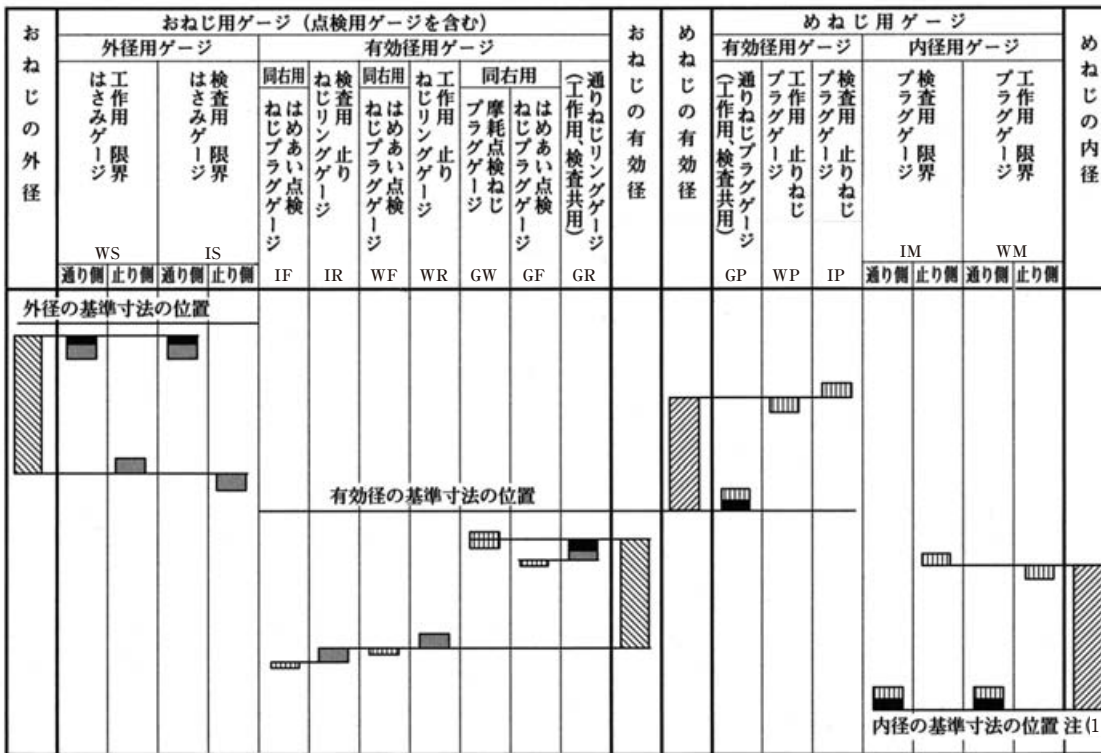 おねじの外径
おねじ用ゲージ（点検用ゲージを含む）
外径用ゲージ
工作用 限界
はさみゲージ
WS
通り側
止り側
検査用 限界
はさみゲージ
IS
通り側
止り側
有効径用ゲージ
同右用
はめあい点検
ねじプラグゲージ
IF
検査用 止り
ねじリングゲージ
IR
同右用
はめあい点検
ねじプラグゲージ
WF
工作用 止り
ねじリングゲージ
WR
同右用
摩耗点検ねじ
プラグゲージ
GW
はめあい点検
ねじプラグゲージ
GF
通りねじリングゲージ
（工作用、検査共用）
GR
おねじの有効径
めねじの有効径
めねじ用ゲージ
有効径用ゲージ
通りねじプラグゲージ
（工作用、検査共用）
GP
工作用 止りねじ
プラグゲージ
WP
検査用 止りねじ
プラグゲージ
IP
内径用ゲージ
検査用 限界
プラグゲージ
IM
通り側
止り側
工作用 限界
プラグゲージ
WM
通り側
止り側
めねじの内径
外径の基準寸法の位置
有効径の基準寸法の位置
内径の基準寸法の位置 注(1